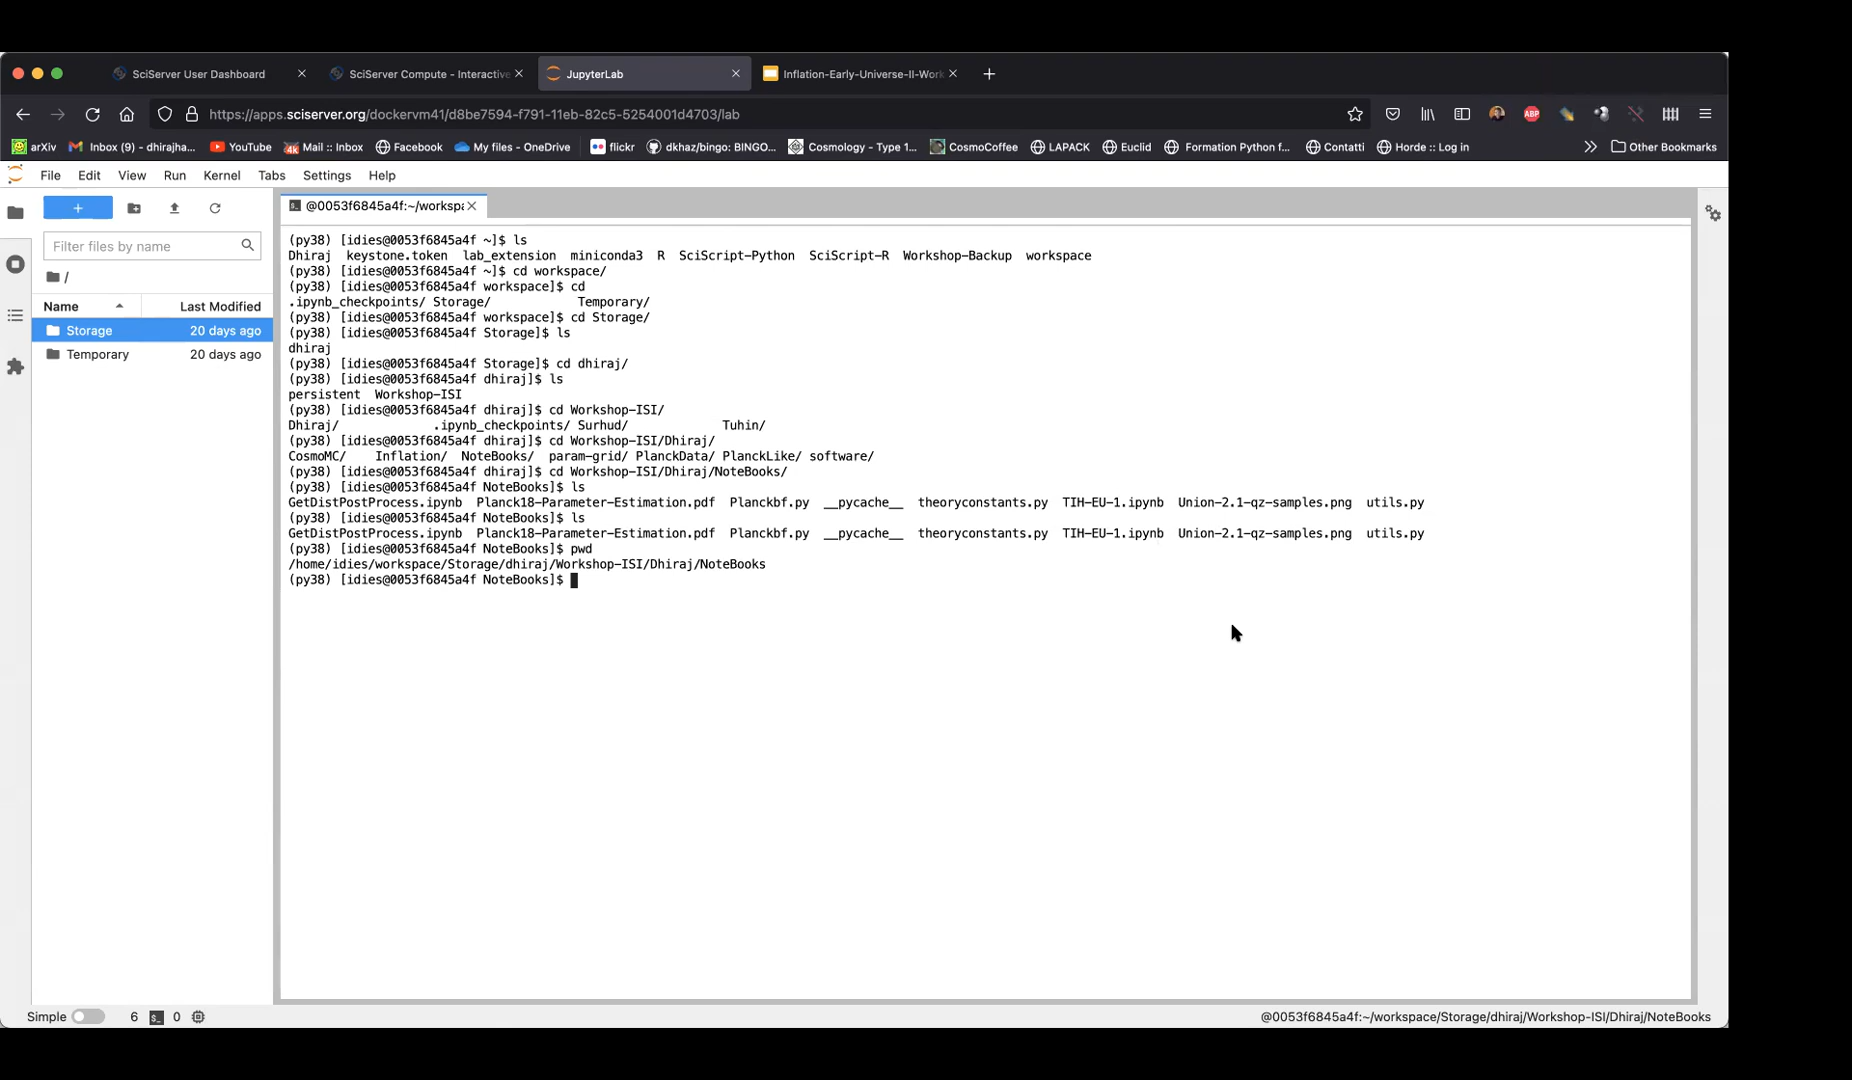 SciServer User Dashboard
SciServer Compute - Interactive
JupyterLab
Inflation-Early-Universe-II-Work
https://apps.sciserver.org/dockervm41/d8be7594-f791-11eb-82c5-5254001d4703/lab
ABP
arXiv
Inbox (9) - dhirajha...
YouTube
4K
Mail :: Inbox
Facebook
My files - OneDrive
flickr
dkhaz/bingo: BINGO...
Cosmology - Type 1...
CosmoCoffee
LAPACK
Euclid
Formation Python f...
Contatti
Horde :: Log in
Other Bookmarks
File Edit View Run Kernel Tabs Settings Help
@0053f6845a4f:~/workspa
Filter files by name
/
Name Last Modified
Storage 20 days ago
Temporary 20 days ago
(py38) [idies@0053f6845a4f ~]$ ls
Dhiraj keystone.token lab_extension miniconda3 R SciScript-Python SciScript-R Workshop-Backup workspace
(py38) [idies@0053f6845a4f ~]$ cd workspace/
(py38) [idies@0053f6845a4f workspace]$ cd
.ipynb_checkpoints/ Storage/ Temporary/
(py38) [idies@0053f6845a4f workspace]$ cd Storage/
(py38) [idies@0053f6845a4f Storage]$ ls
dhiraj
(py38) [idies@0053f6845a4f Storage]$ cd dhiraj/
(py38) [idies@0053f6845a4f dhiraj]$ ls
persistent Workshop-ISI
(py38) [idies@0053f6845a4f dhiraj]$ cd Workshop-ISI/
Dhiraj/ .ipynb_checkpoints/ Surhud/ Tuhin/
(py38) [idies@0053f6845a4f dhiraj]$ cd Workshop-ISI/Dhiraj/
CosmoMC/ Inflation/ NoteBooks/ param-grid/ PlanckData/ PlanckLike/ software/
(py38) [idies@0053f6845a4f dhiraj]$ cd Workshop-ISI/Dhiraj/NoteBooks/
(py38) [idies@0053f6845a4f NoteBooks]$ ls
GetDistPostProcess.ipynb Planck18-Parameter-Estimation.pdf Planckbf.py __pycache__ theoryconstants.py TIH-EU-1.ipynb Union-2.1-qz-samples.png utils.py
(py38) [idies@0053f6845a4f NoteBooks]$ ls
GetDistPostProcess.ipynb Planck18-Parameter-Estimation.pdf Planckbf.py __pycache__ theoryconstants.py TIH-EU-1.ipynb Union-2.1-qz-samples.png utils.py
(py38) [idies@0053f6845a4f NoteBooks]$ pwd
/home/idies/workspace/Storage/dhiraj/Workshop-ISI/Dhiraj/NoteBooks
(py38) [idies@0053f6845a4f NoteBooks]$
Simple 6 $_ 0
@0053f6845a4f:~/workspace/Storage/dhiraj/Workshop-ISI/Dhiraj/NoteBooks